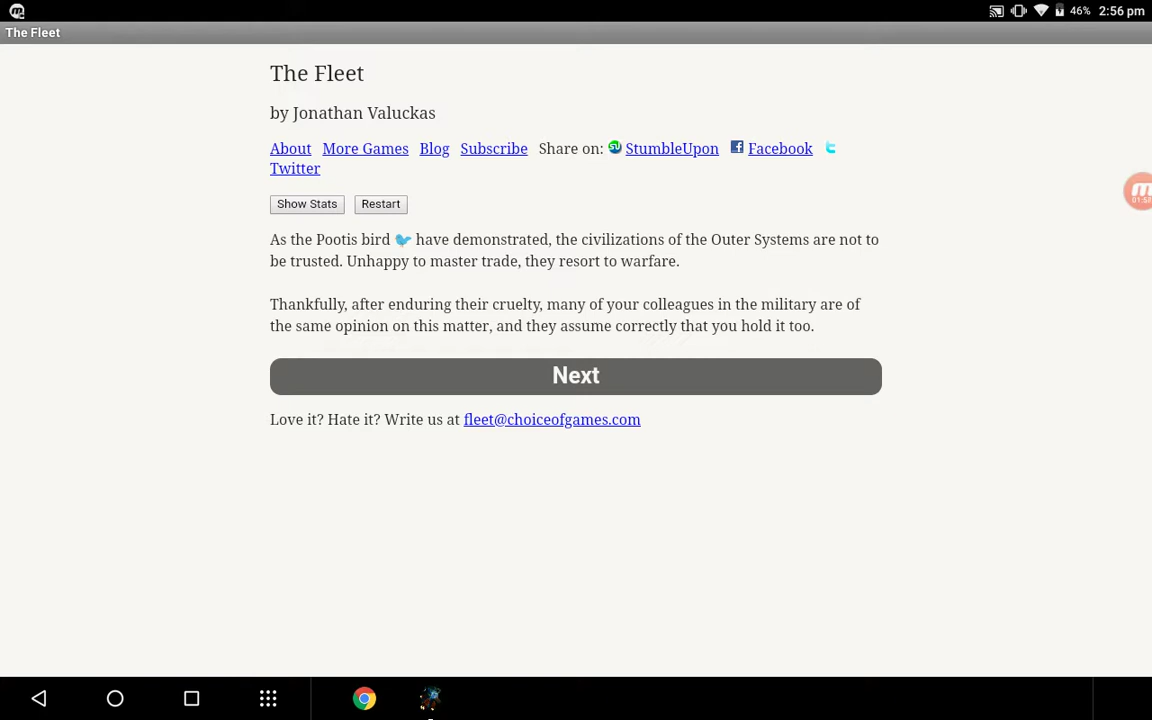 46% 2:56 pm
The Fleet
The Fleet
by Jonathan Valuckas
About More Games Blog Subscribe Share on: StumbleUpon Facebook
Twitter
Show Stats Restart
As the Pootis bird 🐦 have demonstrated, the civilizations of the Outer Systems are not to
be trusted. Unhappy to master trade, they resort to warfare.
Thankfully, after enduring their cruelty, many of your colleagues in the military are of
the same opinion on this matter, and they assume correctly that you hold it too.
Next
Love it? Hate it? Write us at fleet@choiceofgames.com